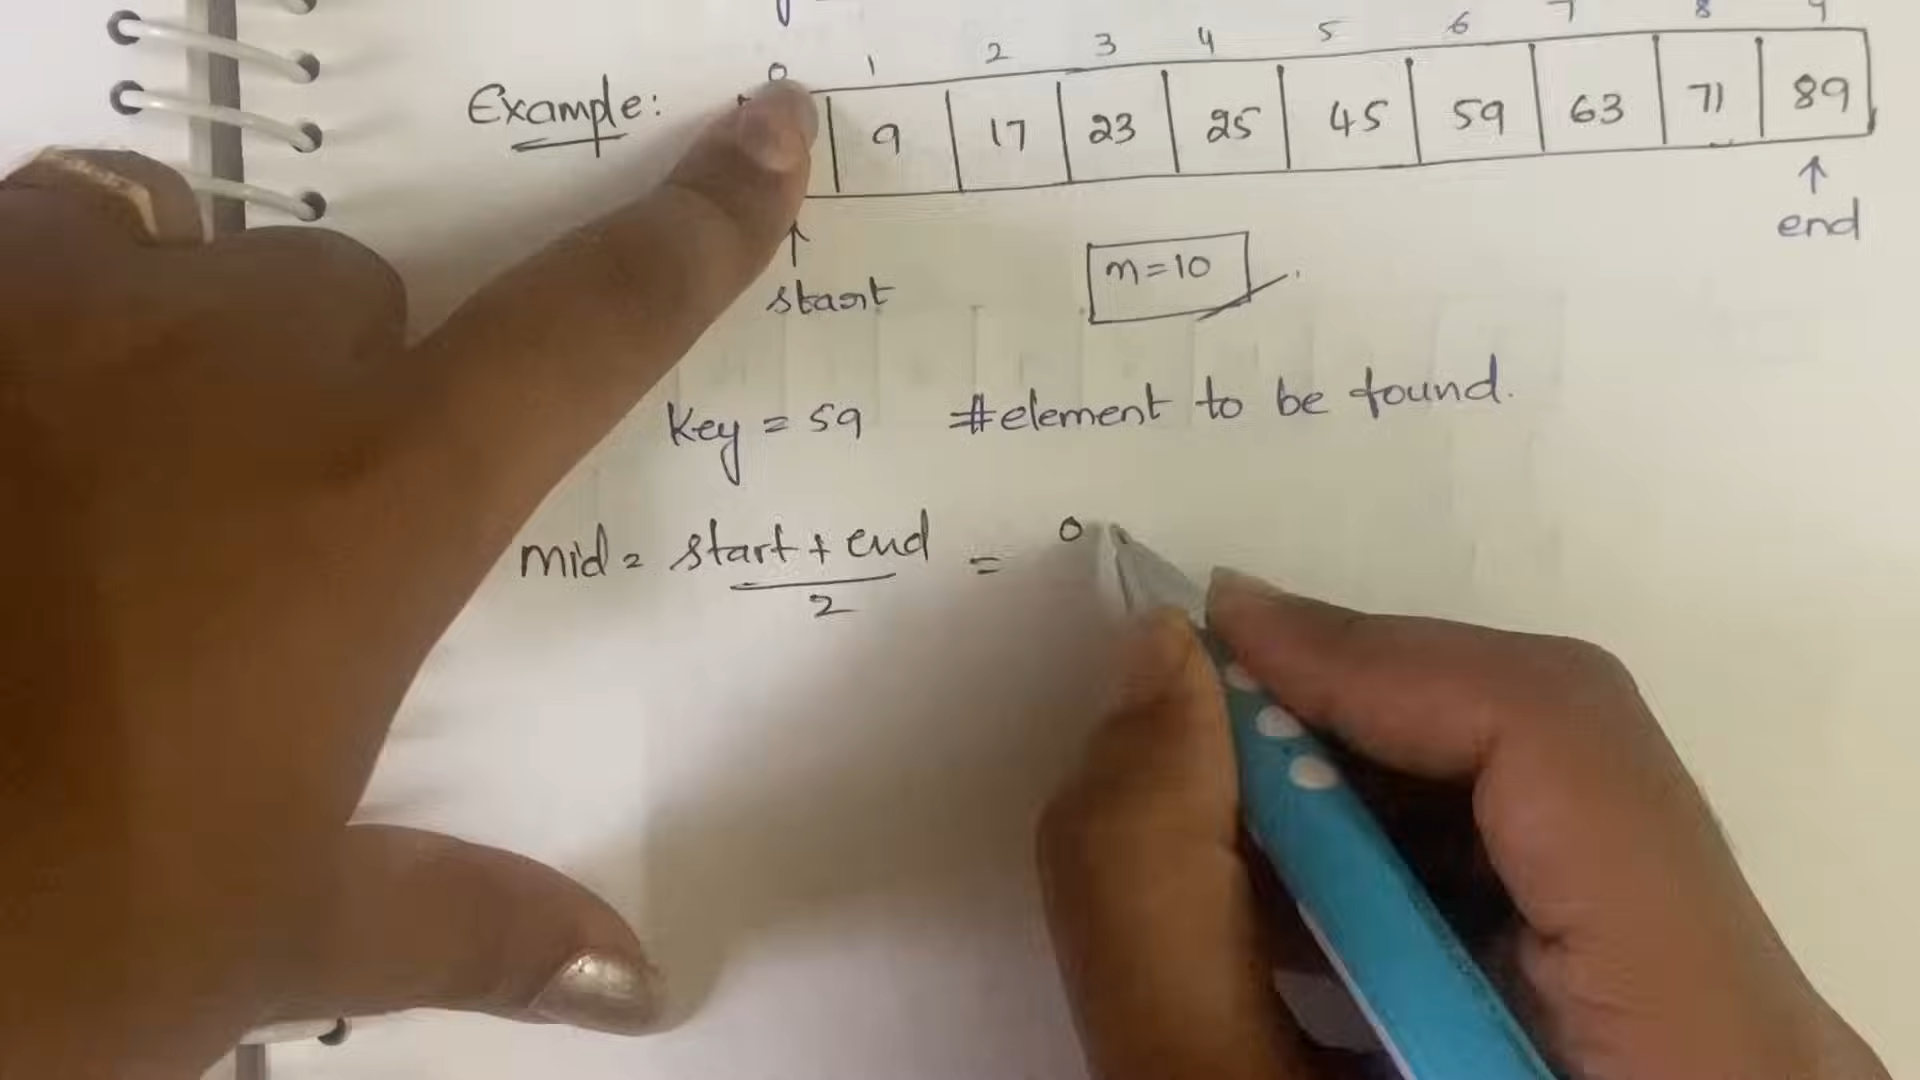 0 1 2 3 4 5 6 7 8 9
Example: 9 17 23 25 45 59 63 71 89
↑ start ↑ end
n=10
Key = 59 #element to be found.
mid = start + end / 2 = 0